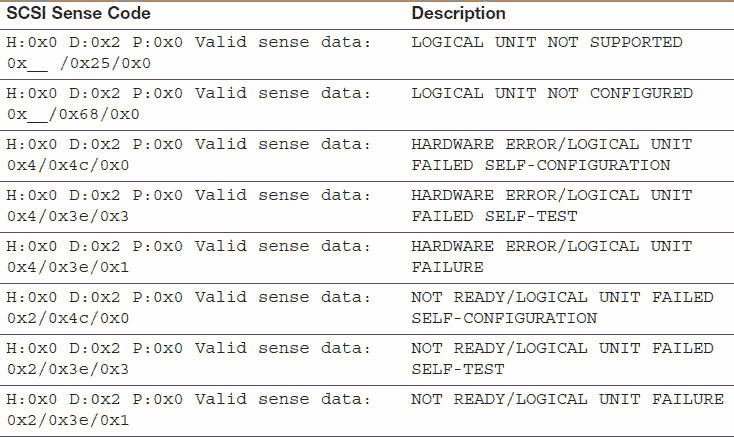 SCSI Sense Code Description
H:0x0 D:0x2 P:0x0 Valid sense data: LOGICAL UNIT NOT SUPPORTED
0x__ /0x25/0x0
H:0x0 D:0x2 P:0x0 Valid sense data: LOGICAL UNIT NOT CONFIGURED
0x__/0x68/0x0
H:0x0 D:0x2 P:0x0 Valid sense data: HARDWARE ERROR/LOGICAL UNIT
0x4/0x4c/0x0 FAILED SELF-CONFIGURATION
H:0x0 D:0x2 P:0x0 Valid sense data: HARDWARE ERROR/LOGICAL UNIT
0x4/0x3e/0x3 FAILED SELF-TEST
H:0x0 D:0x2 P:0x0 Valid sense data: HARDWARE ERROR/LOGICAL UNIT
0x4/0x3e/0x1 FAILURE
H:0x0 D:0x2 P:0x0 Valid sense data: NOT READY/LOGICAL UNIT FAILED
0x2/0x4c/0x0 SELF-CONFIGURATION
H:0x0 D:0x2 P:0x0 Valid sense data: NOT READY/LOGICAL UNIT FAILED
0x2/0x3e/0x3 SELF-TEST
H:0x0 D:0x2 P:0x0 Valid sense data: NOT READY/LOGICAL UNIT FAILURE
0x2/0x3e/0x1